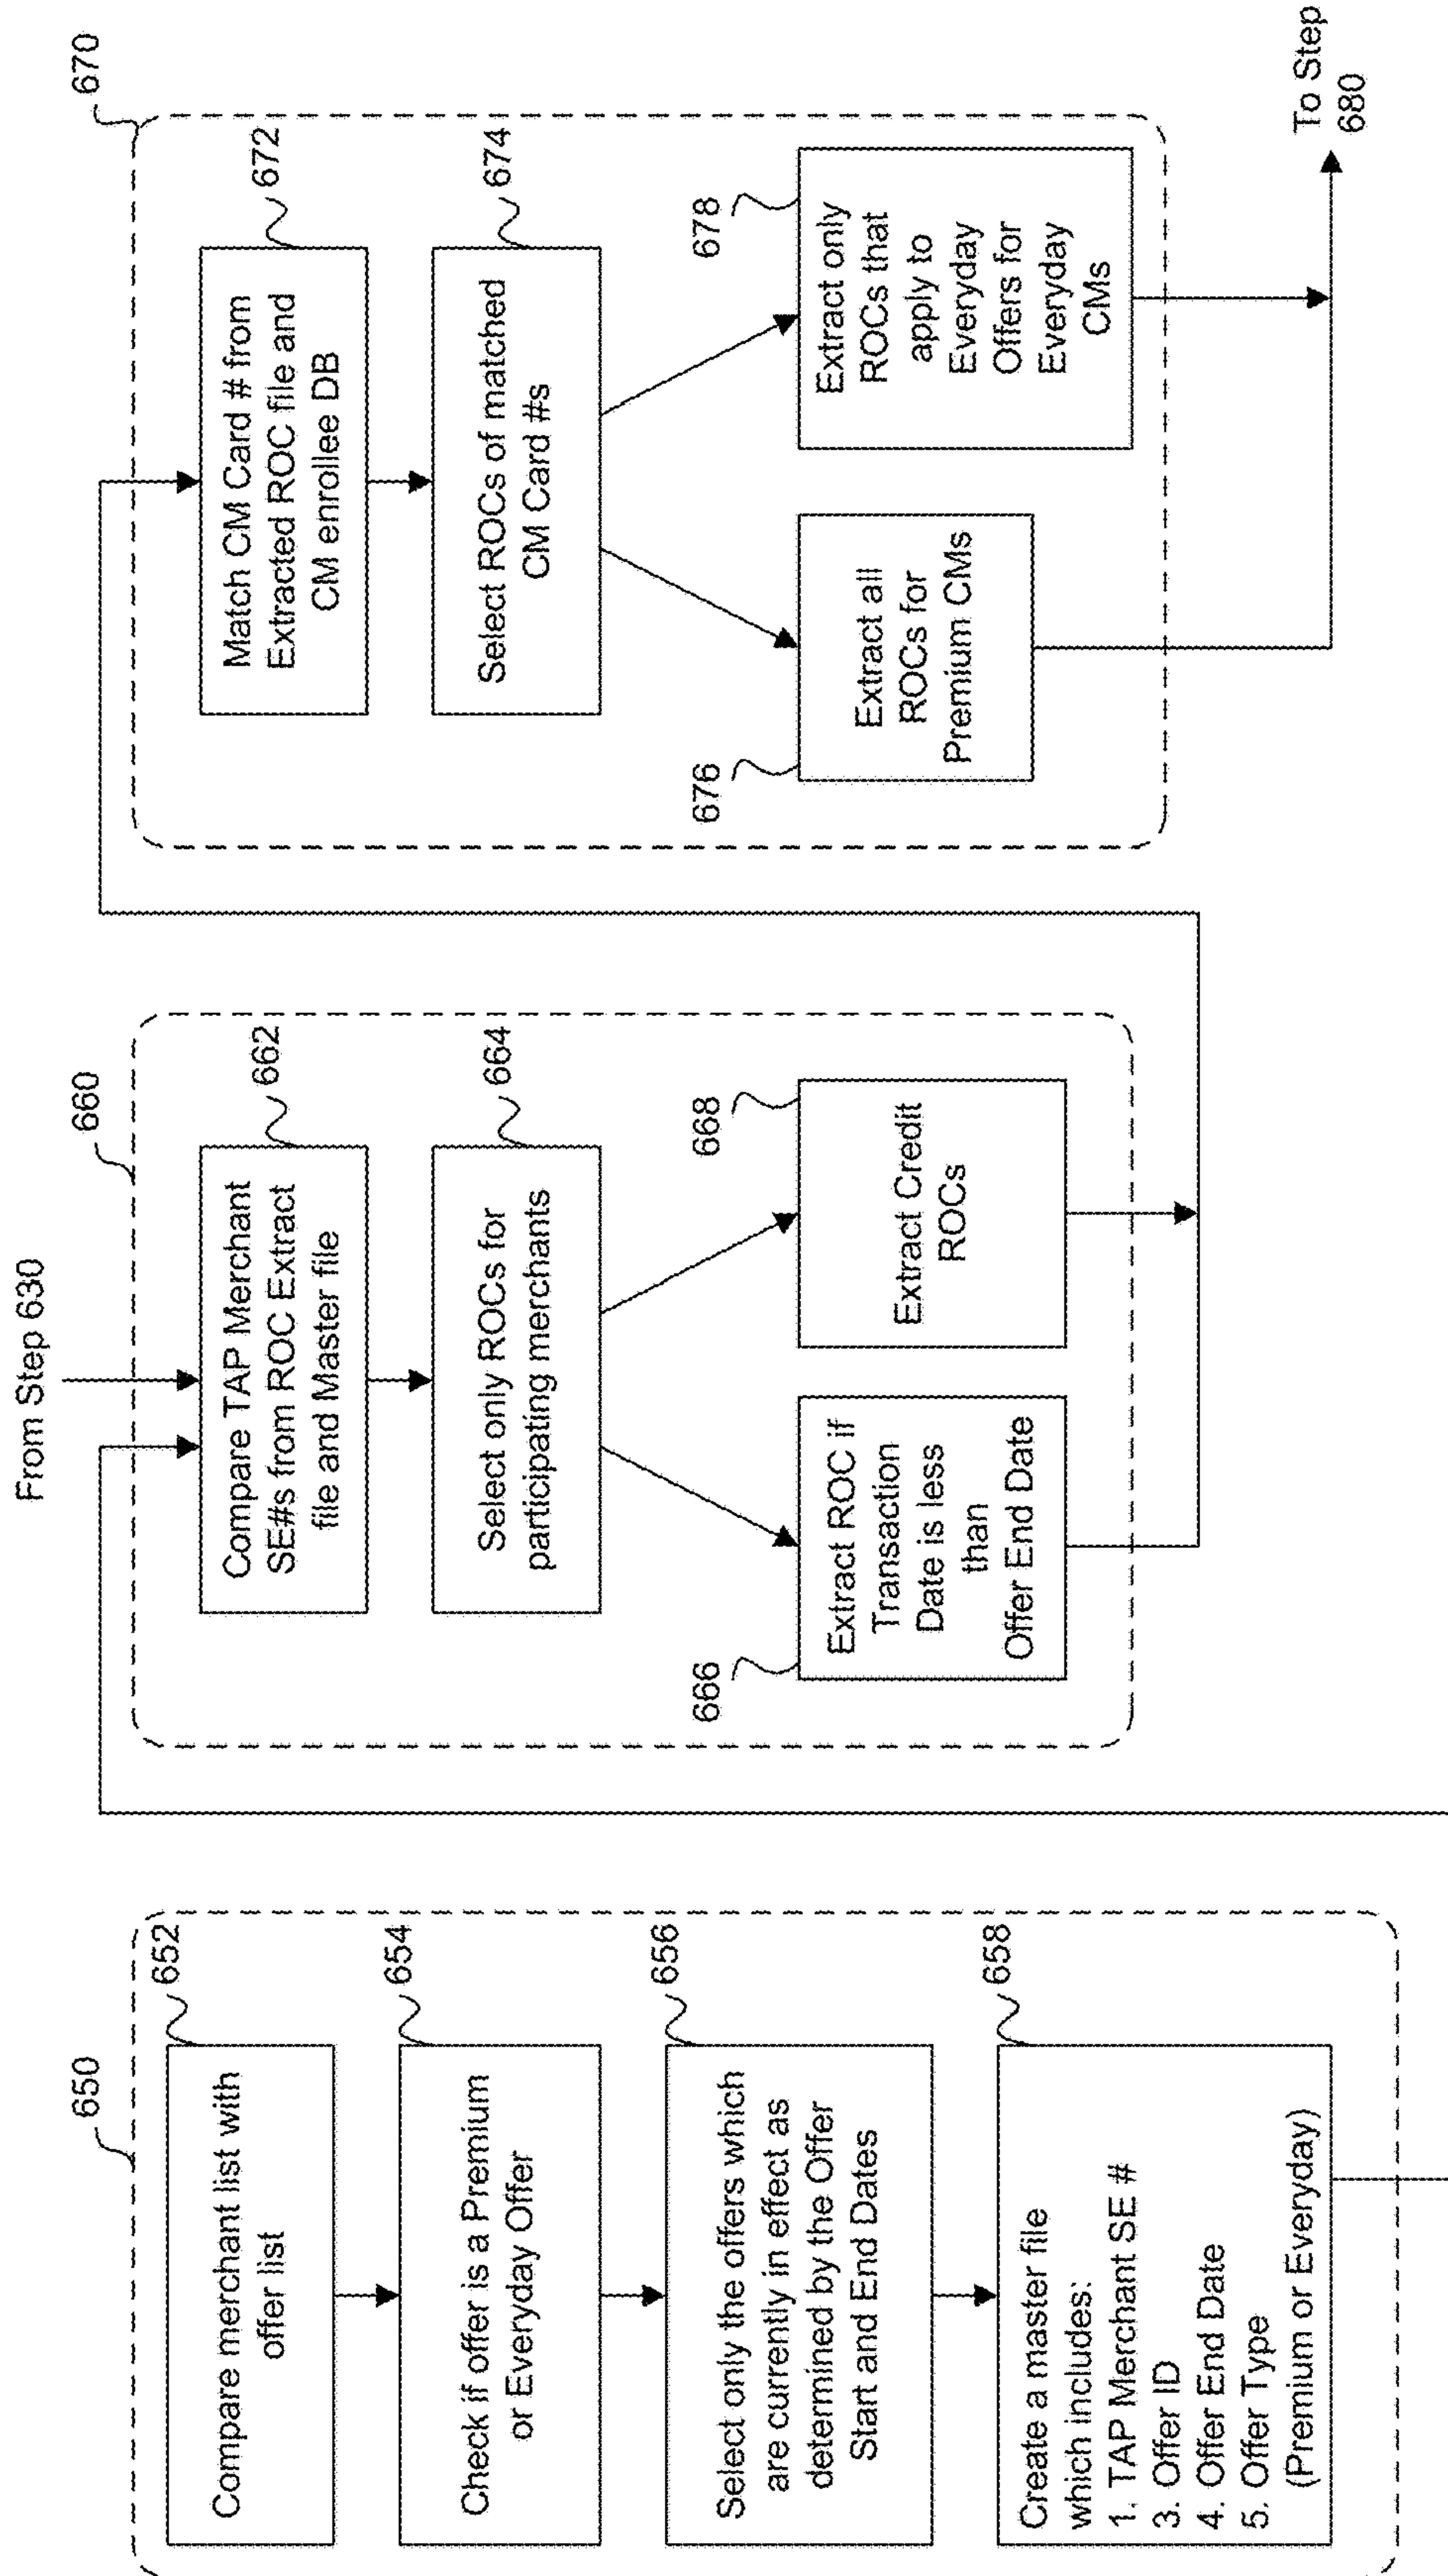 650
652
Compare merchant list with
offer list
654
Check if offer is a Premium
or Everyday Offer
656
Select only the offers which
are currently in effect as
determined by the Offer
Start and End Dates
658
Create a master file
which includes:
1. TAP Merchant SE #
3. Offer ID
4. Offer End Date
5. Offer Type
(Premium or Everyday)
From Step 630
660
662
Compare TAP Merchant
SE#s from ROC Extract
file and Master file
664
Select only ROCs for
participating merchants
666
Extract ROC if
Transaction
Date is less
than
Offer End Date
668
Extract Credit
ROCs
670
672
Match CM Card # from
Extracted ROC file and
CM enrollee DB
674
Select ROCs of matched
CM Card #s
676
Extract all
ROCs for
Premium CMs
678
Extract only
ROCs that
apply to
Everyday
Offers for
Everyday
CMs
To Step
680